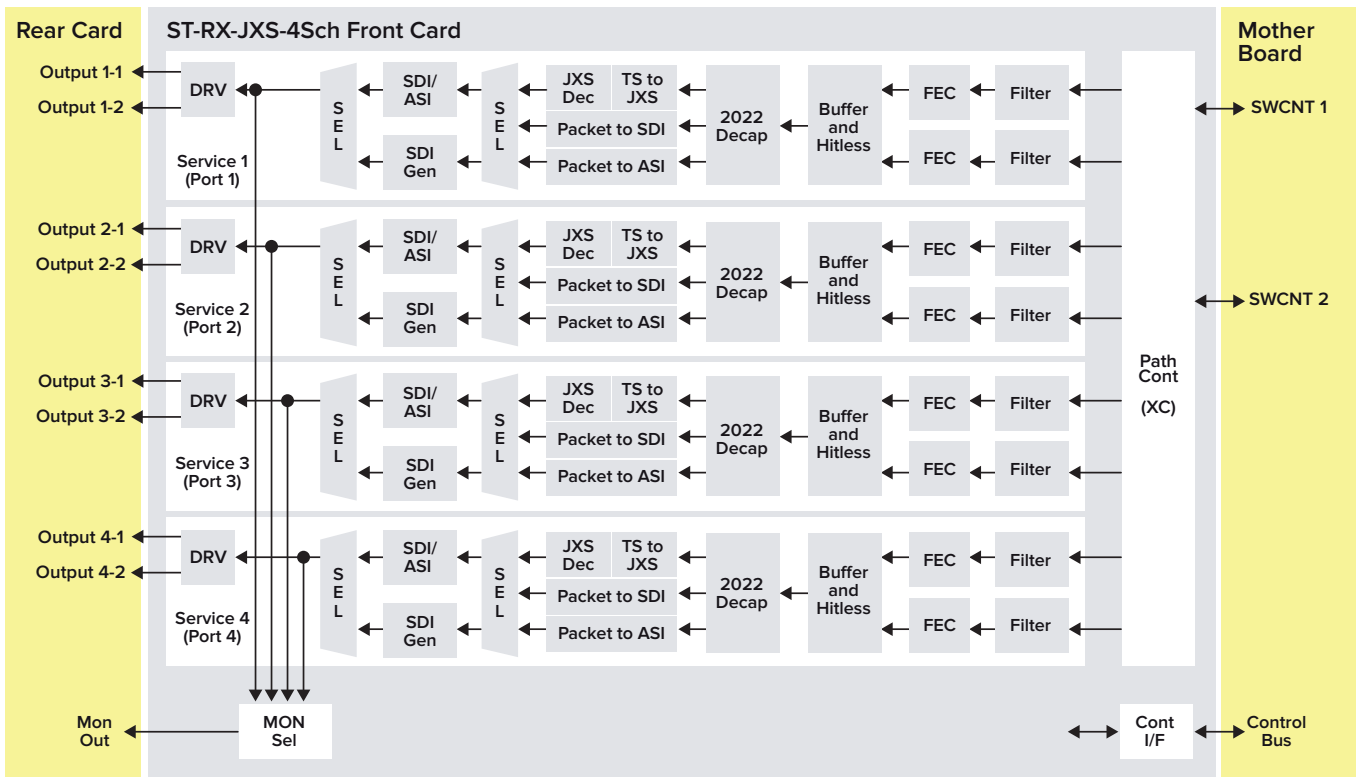 Rear Card
ST-RX-JXS-4Sch Front Card
Mother
Board
Output 1-1
Output 1-2
DRV
Service 1
(Port 1)
S
E
L
SDI/
ASI
SDI
Gen
S
E
L
JXS
Dec
TS to
JXS
Packet to SDI
Packet to ASI
2022
Decap
Buffer
and
Hitless
FEC
Filter
FEC
Filter
SWCNT 1
Output 2-1
Output 2-2
DRV
Service 2
(Port 2)
S
E
L
SDI/
ASI
SDI
Gen
S
E
L
JXS
Dec
TS to
JXS
Packet to SDI
Packet to ASI
2022
Decap
Buffer
and
Hitless
FEC
Filter
FEC
Filter
SWCNT 2
Path
Cont
(XC)
Output 3-1
Output 3-2
DRV
Service 3
(Port 3)
S
E
L
SDI/
ASI
SDI
Gen
S
E
L
JXS
Dec
TS to
JXS
Packet to SDI
Packet to ASI
2022
Decap
Buffer
and
Hitless
FEC
Filter
FEC
Filter
Output 4-1
Output 4-2
DRV
Service 4
(Port 4)
S
E
L
SDI/
ASI
SDI
Gen
S
E
L
JXS
Dec
TS to
JXS
Packet to SDI
Packet to ASI
2022
Decap
Buffer
and
Hitless
FEC
Filter
FEC
Filter
Mon
Out
MON
Sel
Cont
I/F
Control
Bus